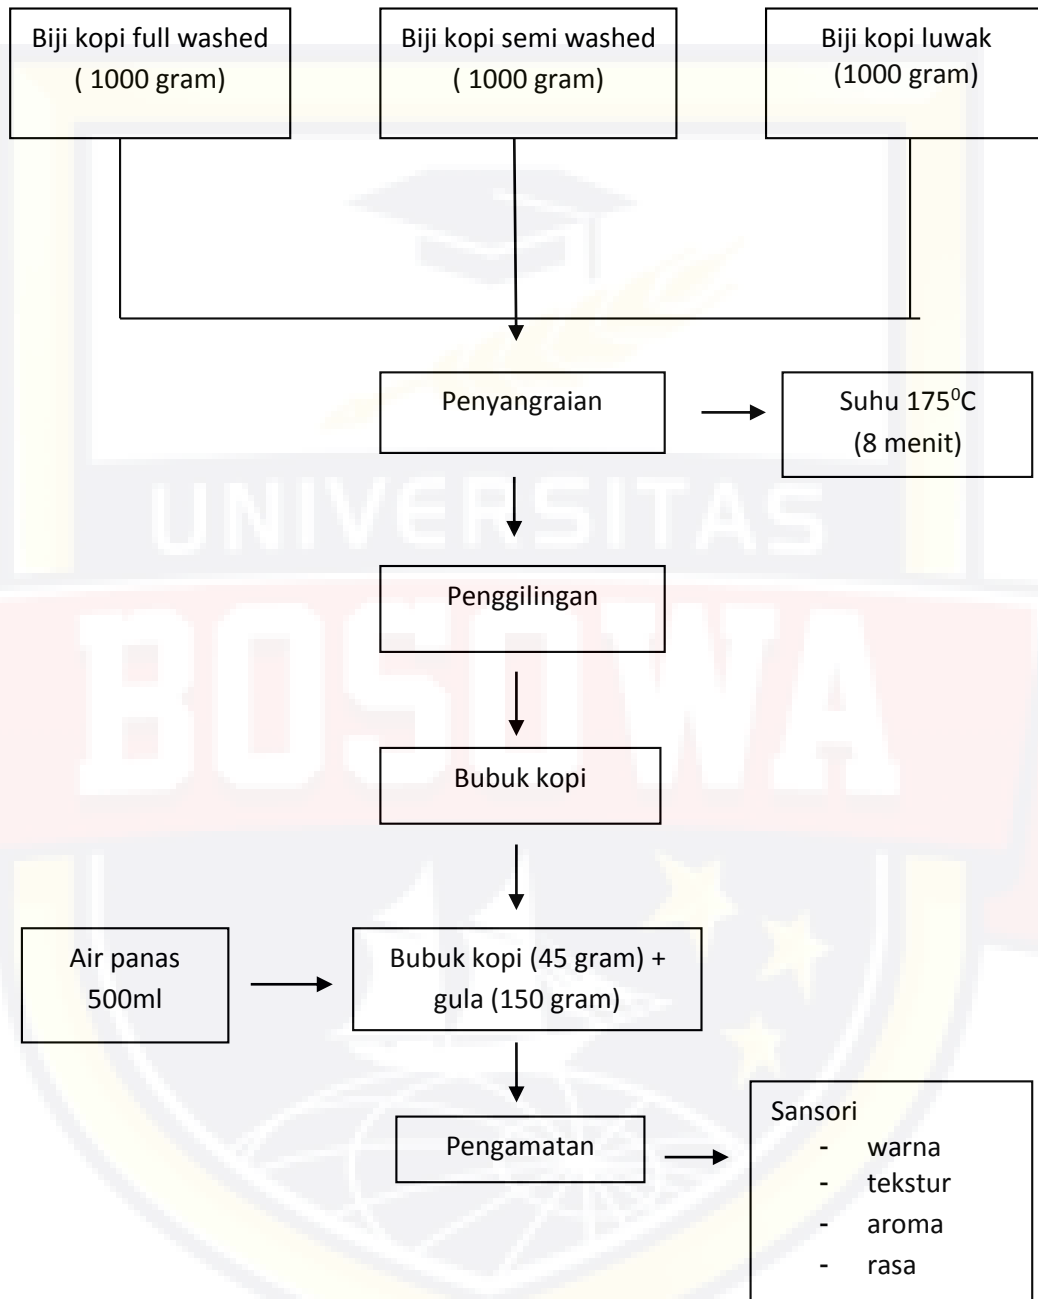 Biji kopi full washed
( 1000 gram)
Biji kopi semi washed
( 1000 gram)
Biji kopi luwak
(1000 gram)
Penyangraian
Suhu 175⁰C
(8 menit)
UNIVERSITAS
Penggilingan
BOSOWA
Bubuk kopi
Air panas
500ml
Bubuk kopi (45 gram) +
gula (150 gram)
Pengamatan
Sansori
- warna
- tekstur
- aroma
- rasa